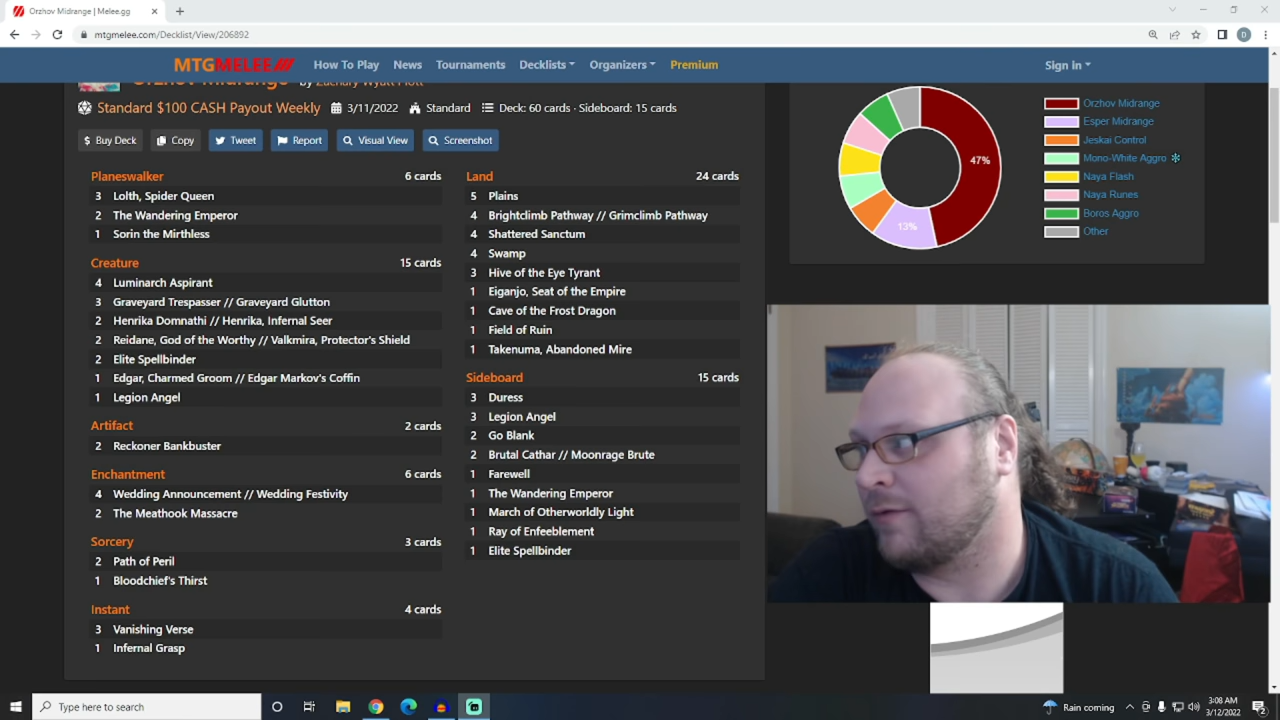 Orzhov Midrange | Melee.gg
mtgmelee.com/Decklist/View/206892
MTGMELEE
How To Play
News
Tournaments
Decklists
Organizers
Premium
Sign in
Orzhov Midrange by Zachary Wyatt Flott
Standard $100 CASH Payout Weekly 3/11/2022 Standard Deck: 60 cards · Sideboard: 15 cards
$ Buy Deck Copy Tweet Report Visual View Screenshot
Planeswalker 6 cards
3 Lolth, Spider Queen
2 The Wandering Emperor
1 Sorin the Mirthless
Creature 15 cards
4 Luminarch Aspirant
3 Graveyard Trespasser // Graveyard Glutton
2 Henrika Domnathi // Henrika, Infernal Seer
2 Reidane, God of the Worthy // Valkmira, Protector's Shield
2 Elite Spellbinder
1 Edgar, Charmed Groom // Edgar Markov's Coffin
1 Legion Angel
Artifact 2 cards
2 Reckoner Bankbuster
Enchantment 6 cards
4 Wedding Announcement // Wedding Festivity
2 The Meathook Massacre
Sorcery 3 cards
2 Path of Peril
1 Bloodchief's Thirst
Instant 4 cards
3 Vanishing Verse
1 Infernal Grasp
Land 24 cards
5 Plains
4 Brightclimb Pathway // Grimclimb Pathway
4 Shattered Sanctum
4 Swamp
3 Hive of the Eye Tyrant
1 Eiganjo, Seat of the Empire
1 Cave of the Frost Dragon
1 Field of Ruin
1 Takenuma, Abandoned Mire
Sideboard 15 cards
3 Duress
3 Legion Angel
2 Go Blank
2 Brutal Cathar // Moonrage Brute
1 Farewell
1 The Wandering Emperor
1 March of Otherworldly Light
1 Ray of Enfeeblement
1 Elite Spellbinder
47%
13%
Orzhov Midrange
Esper Midrange
Jeskai Control
Mono-White Aggro
Naya Flash
Naya Runes
Boros Aggro
Other
D
Type here to search
Rain coming
3:08 AM
3/12/2022
2